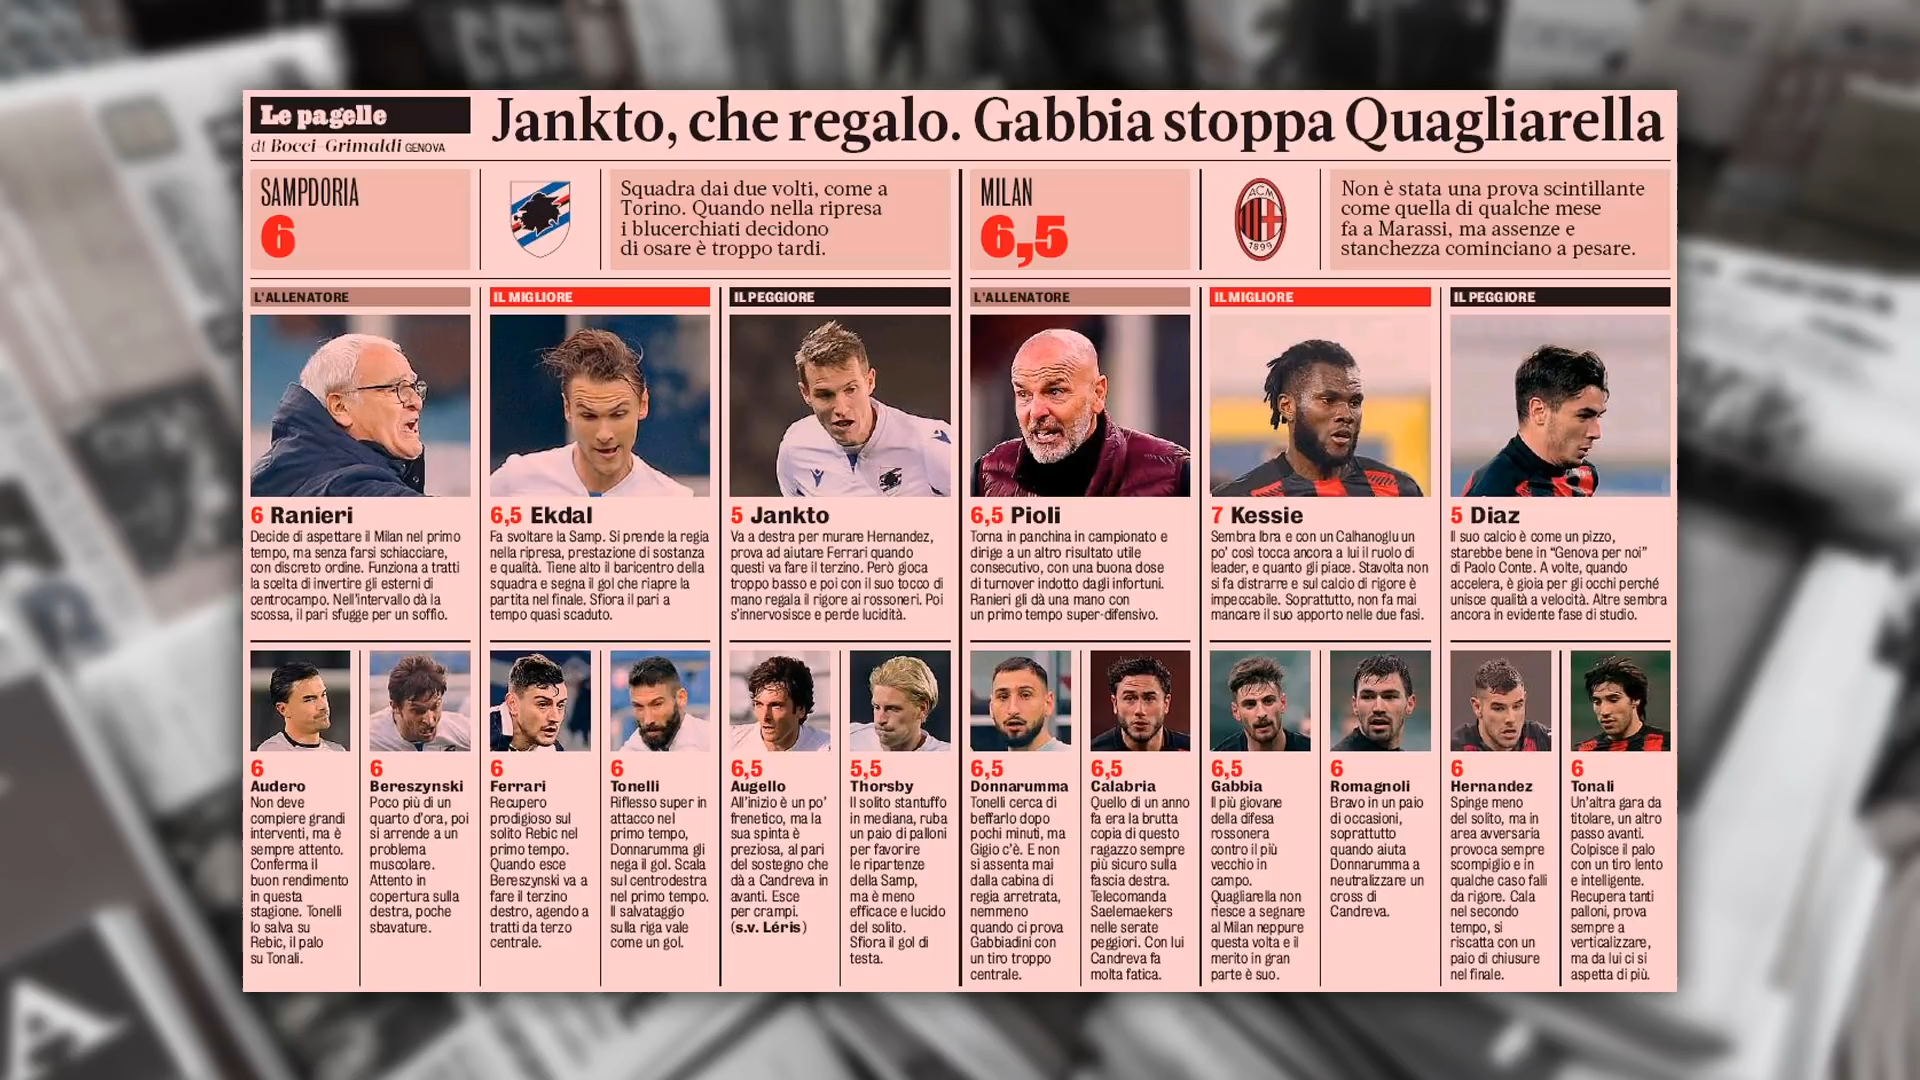 Le pagelle
di Bocci-Grimaldi GENOVA
Jankto, che regalo. Gabbia stoppa Quagliarella
SAMPDORIA
6
Squadra dai due volti, come a
Torino. Quando nella ripresa
i blucerchiati decidono
di osare è troppo tardi.
MILAN
6,5
ACM
1899
Non è stata una prova scintillante
come quella di qualche mese
fa a Marassi, ma assenze e
stanchezza cominciano a pesare.
L'ALLENATORE
6 Ranieri
Decide di aspettare il Milan nel primo
tempo, ma senza farsi schiacciare,
con discreto ordine. Funziona a tratti
la scelta di invertire gli esterni di
centrocampo. Nell'intervallo dà la
scossa, il pari sfugge per un soffio.
IL MIGLIORE
6,5 Ekdal
Fa svoltare la Samp. Si prende la regia
nella ripresa, prestazione di sostanza
e qualità. Tiene alto il baricentro della
squadra e segna il gol che riapre la
partita nel finale. Sfiora il pari a
tempo quasi scaduto.
IL PEGGIORE
5 Jankto
Va a destra per murare Hernandez,
prova ad aiutare Ferrari quando
questi va fare il terzino. Però gioca
troppo basso e poi con il suo tocco di
mano regala il rigore ai rossoneri. Poi
s'innervosisce e perde lucidità.
L'ALLENATORE
6,5 Pioli
Torna in panchina in campionato e
dirige a un altro risultato utile
consecutivo, con una buona dose
di turnover indotto dagli infortuni.
Ranieri gli dà una mano con
un primo tempo super-difensivo.
IL MIGLIORE
7 Kessie
Sembra Ibra e con un Calhanoglu un
po' così tocca ancora a lui il ruolo di
leader, e quanto gli piace. Stavolta non
si fa distrarre e sul calcio di rigore è
impeccabile. Soprattutto, non fa mai
mancare il suo apporto nelle due fasi.
IL PEGGIORE
5 Diaz
Il suo calcio è come un pizzo,
starebbe bene in “Genova per noi”
di Paolo Conte. A volte, quando
accelera, è gioia per gli occhi perché
unisce qualità a velocità. Altre sembra
ancora in evidente fase di studio.
6
Audero
Non deve
compiere grandi
interventi, ma è
sempre attento.
Conferma il
buon rendimento
in questa
stagione. Tonelli
lo salva su
Rebic, il palo
su Tonali.
6
Bereszynski
Poco più di un
quarto d'ora, poi
si arrende a un
problema
muscolare.
Attento in
copertura sulla
destra, poche
sbavature.
6
Ferrari
Recupero
prodigioso sul
solito Rebic nel
primo tempo.
Quando esce
Bereszynski va a
fare il terzino
destro, agendo a
tratti da terzo
centrale.
6
Tonelli
Riflesso super in
attacco nel
primo tempo,
Donnarumma gli
nega il gol. Scala
sul centrodestra
nel primo tempo.
Il salvataggio
sulla riga vale
come un gol.
6,5
Augello
All'inizio è un po'
frenetico, ma la
sua spinta è
preziosa, al pari
del sostegno che
dà a Candreva in
avanti. Esce
per crampi.
(s.v. Léris)
5,5
Thorsby
Il solito stantuffo
in mediana, ruba
un paio di palloni
per favorire
le ripartenze
della Samp,
ma è meno
efficace e lucido
del solito.
Sfiora il gol di
testa.
6,5
Donnarumma
Tonelli cerca di
beffarlo dopo
pochi minuti, ma
Gigio c'è. E non
si assenta mai
dalla cabina di
regia arretrata,
nemmeno
quando ci prova
Gabbiadini con
un tiro troppo
centrale.
6,5
Calabria
Quello di un anno
fa era la brutta
copia di questo
ragazzo sempre
più sicuro sulla
fascia destra.
Telecomanda
Saelemaekers
nelle serate
peggiori. Con lui
Candreva fa
molta fatica.
6,5
Gabbia
Il più giovane
della difesa
rossonera
contro il più
vecchio in
campo.
Quagliarella non
riesce a segnare
al Milan neppure
questa volta e il
merito in gran
parte è suo.
6
Romagnoli
Bravo in un paio
di occasioni,
soprattutto
quando aiuta
Donnarumma a
neutralizzare un
cross di
Candreva.
6
Hernandez
Spinge meno
del solito, ma in
area avversaria
provoca sempre
scompiglio e in
qualche caso falli
da rigore. Cala
nel secondo
tempo, si
riscatta con un
paio di chiusure
nel finale.
6
Tonali
Un'altra gara da
titolare, un altro
passo avanti.
Colpisce il palo
con un tiro lento
e intelligente.
Recupera tanti
palloni, prova
sempre a
verticalizzare,
ma da lui ci si
aspetta di più.